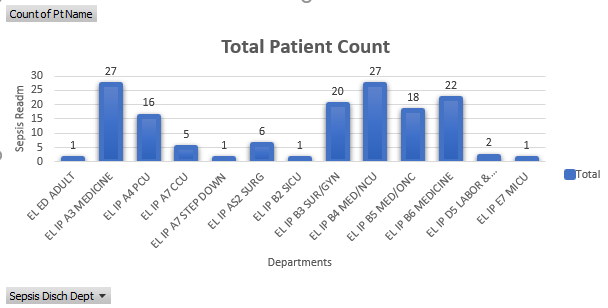 Count of PtName
Total Patient Count
Sepsis Readm
30
25
20
15
10
5
0
1
27
16
5
1
6
1
20
27
18
22
2
1
EL ED ADULT
EL IP A3 MEDICINE
EL IP A4 PCU
EL IP A7 CCU
EL IP A7 STEP DOWN
EL IP AS2 SURG
EL IP B2 SICU
EL IP B3 SUR/GYN
EL IP B4 MED/NCU
EL IP B5 MED/ONC
EL IP B6 MEDICINE
EL IP D5 LABOR &...
EL IP E7 MICU
Total
Departments
Sepsis Disch Dept